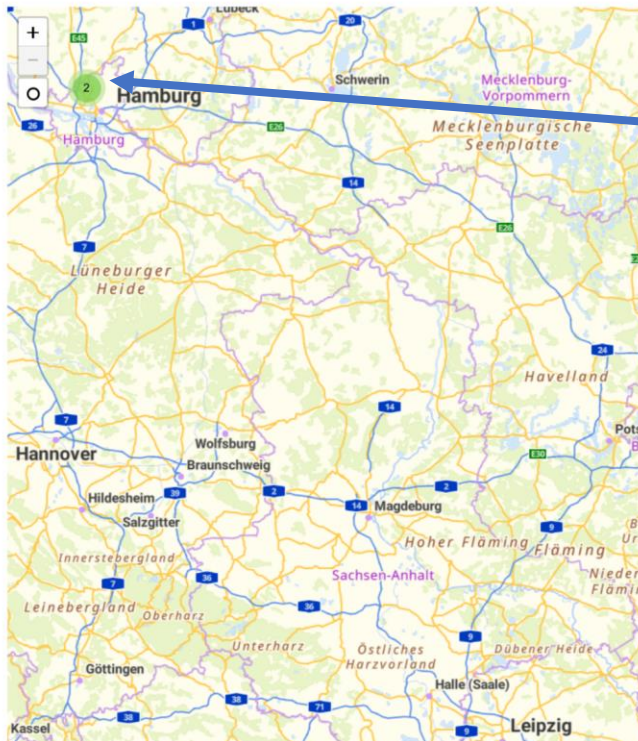 Lübeck
1
20
+
E45
−
2
Schwerin
Mecklenburg-
Vorpommern
Hamburg
26
E26
Mecklenburgische
Seenplatte
Hamburg
14
E26
7
Lüneburger
Heide
24
Havelland
14
7
Wolfsburg
Hannover
E30
Braunschweig
39
2
2
Hildesheim
14
Magdeburg
Salzgitter
9
Hoher Fläming
Fläming
Innerstebergland
Sachsen-Anhalt
7
36
Leinebergland
Oberharz
36
9
Unterharz
Östliches
Harzvorland
Dübener Heide
Göttingen
Halle (Saale)
38
71
38
9
Kassel
Leipzig